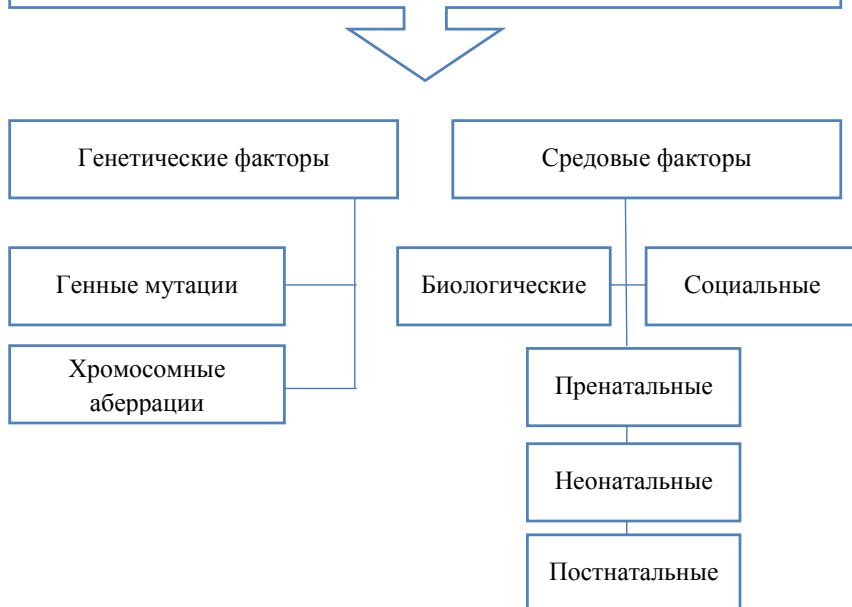 Генетические факторы
Средовые факторы
Генные мутации
Биологические
Социальные
Хромосомные
аберрации
Пренатальные
Неонатальные
Постнатальные